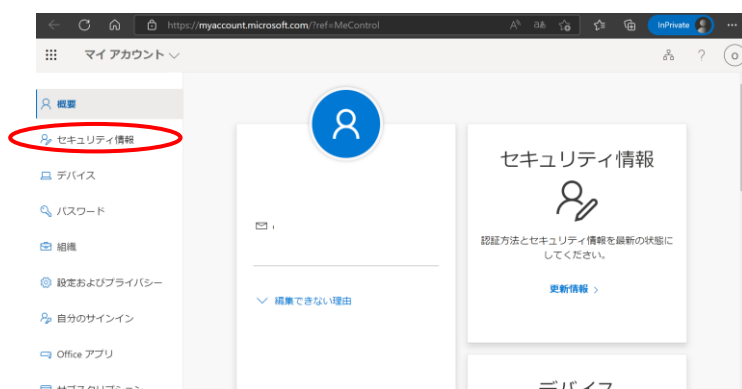 https://myaccount.microsoft.com/?ref=MeControl
InPrivate
マイ アカウント
?
概要
セキュリティ情報
デバイス
パスワード
組織
設定およびプライバシー
自分のサインイン
Office アプリ
編集できない理由
セキュリティ情報
認証方法とセキュリティ情報を最新の状態に
してください。
更新情報 >